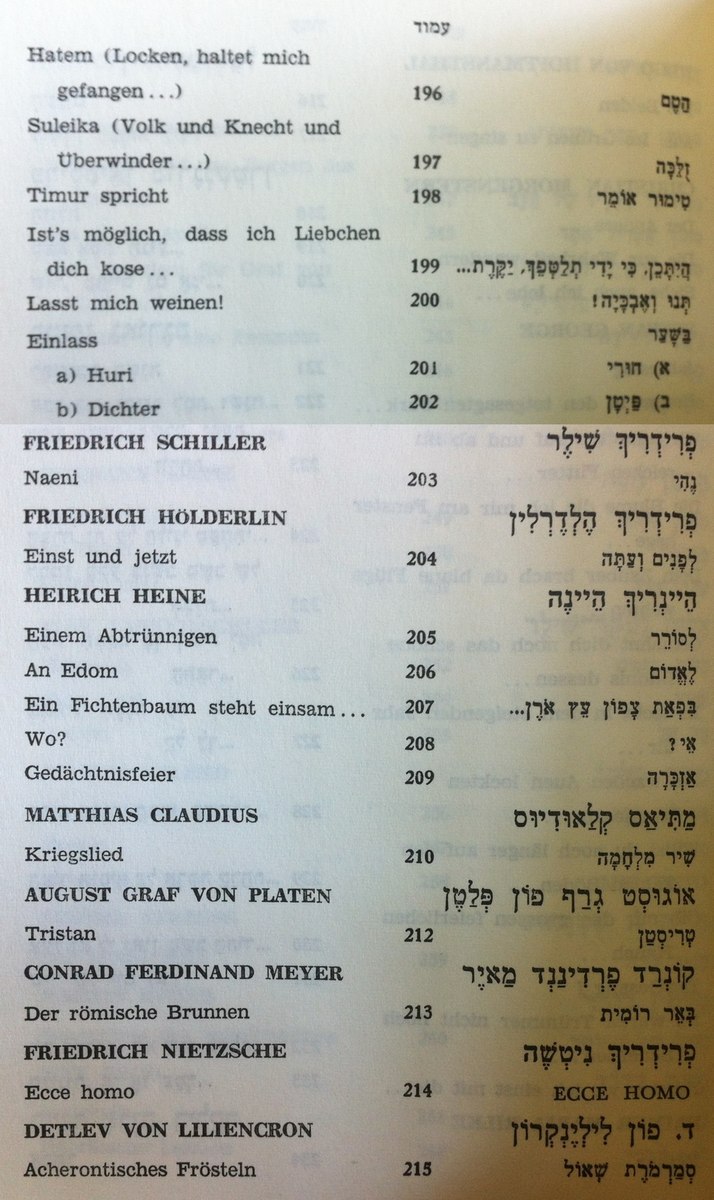 עמוד
Hatem (Locken, haltet mich
gefangen...) 196 הַטֶם
Suleika (Volk und Knecht und
Überwinder...) 197 זֻלֵּכָּה
Timur spricht 198 טִימוּר אוֹמֵר
Ist's möglich, dass ich Liebchen
dich kose... 199 הֲיִתָּכֵן, כִּי יָדִי תְלַטְּפֵךְ, יַקֶּרֶת...
Lasst mich weinen! 200 תְּנוּ וְאֶבְכָּיָה!
Einlass בַּשַּׁעַר
a) Huri 201 א) חוּרִי
b) Dichter 202 ב) פַּיְטָן
FRIEDRICH SCHILLER פְרִידְרִיךְ שִׁילֶר
Naeni 203 נְהִי
FRIEDRICH HÖLDERLIN פְרִידְרִיךְ הֶלְדֶרְלִין
Einst und jetzt 204 לְפָנִים וְעַתָּה
HEIRICH HEINE הַיינְרִיךְ הַיינֶה
Einem Abtrünnigen 205 לְסוֹרֵר
An Edom 206 לֶאֱדוֹם
Ein Fichtenbaum steht einsam... 207 בִּפְאַת צָפוֹן עֵץ אֹרֶן...
Wo? 208 אֵי?
Gedächtnisfeier 209 אַזְכָּרָה
MATTHIAS CLAUDIUS מַתִּיאַס קְלַאוּדִיוּס
Kriegslied 210 שִׁיר מִלְחָמָה
AUGUST GRAF VON PLATEN אוֹגוּסְט גְרַף פוֹן פְּלַטֶן
Tristan 212 טְרִיסְטַן
CONRAD FERDINAND MEYER קוֹנְרַד פֶרְדִינַנְד מַאיֶר
Der römische Brunnen 213 בְּאֵר רוֹמִית
FRIEDRICH NIETZSCHE פְרִידְרִיךְ נִיטְשֶׁה
Ecce homo 214 ECCE HOMO
DETLEV VON LILIENCRON ד. פוֹן לִילְיֶנְקְרוֹן
Acherontisches Frösteln 215 סְמַרְמֹרֶת שְׁאוֹל